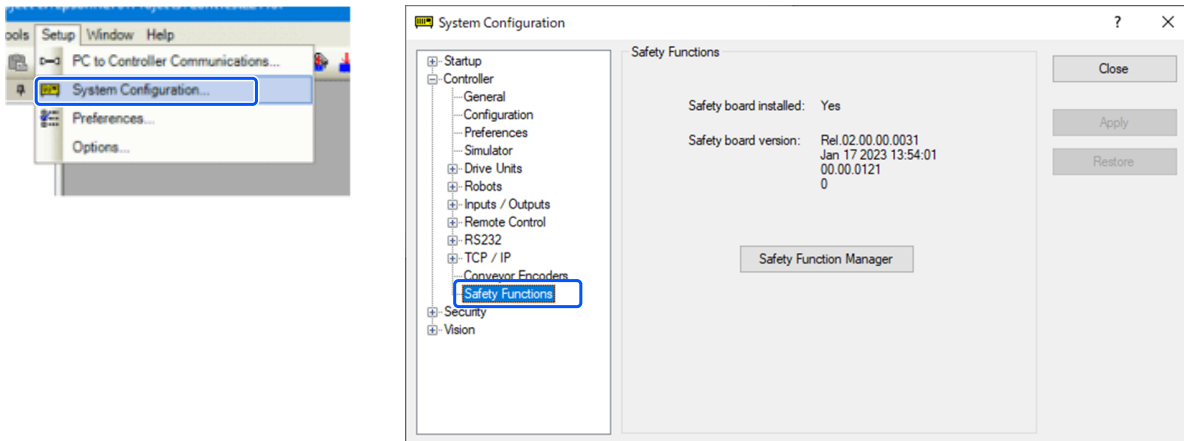 Setup Window Help
PC to Controller Communications...
System Configuration...
Preferences...
Options...
System Configuration
? ×
Startup
Controller
General
Configuration
Preferences
Simulator
Drive Units
Robots
Inputs / Outputs
Remote Control
RS232
TCP / IP
Conveyor Encoders
Safety Functions
Security
Vision
Safety Functions
Safety board installed: Yes
Safety board version: Rel.02.00.00.0031
Jan 17 2023 13:54:01
00.00.0121
0
Safety Function Manager
Close
Apply
Restore